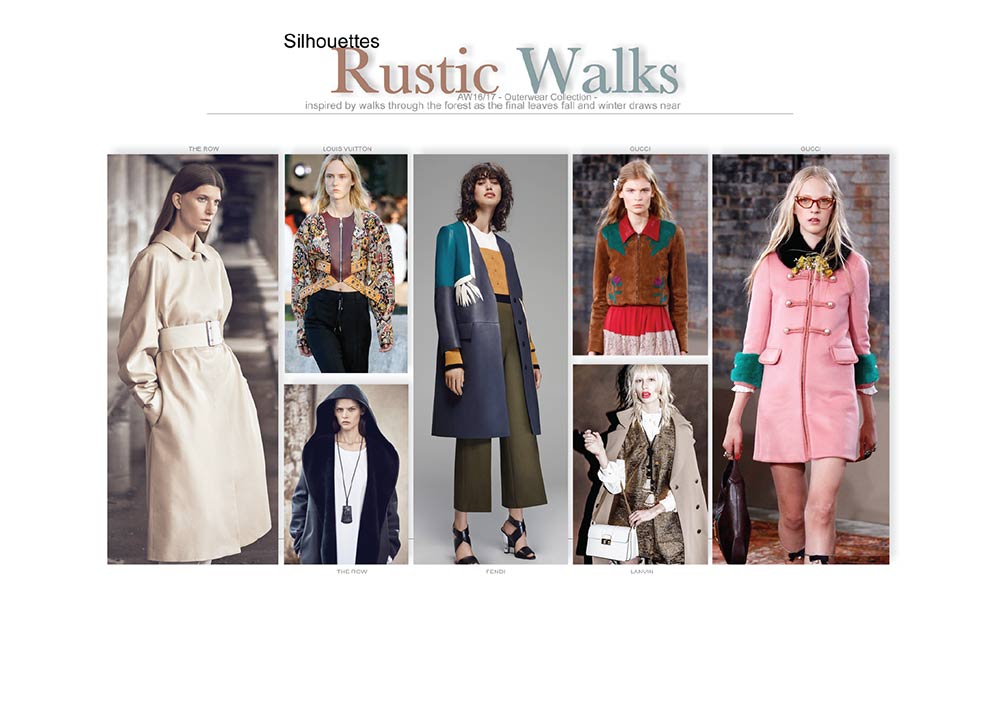 Silhouettes
Rustic Walks
AW16/17 - Outerwear Collection -
inspired by walks through the forest as the final leaves fall and winter draws near
THE ROW
LOUIS VUITTON
GUCCI
GUCCI
THE ROW
FENDI
LANVIN